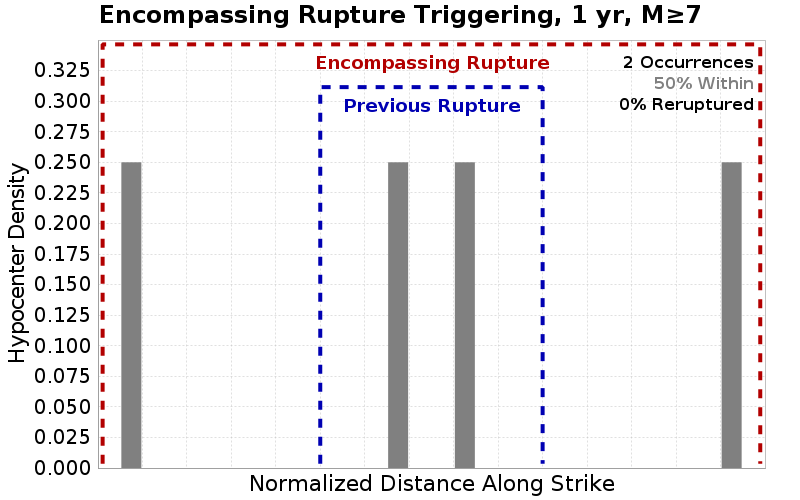 Encompassing Rupture Triggering, 1 yr, M≥7
Encompassing Rupture
Previous Rupture
2 Occurrences
50% Within
0% Reruptured
Hypocenter Density
0.325
0.300
0.275
0.250
0.225
0.200
0.175
0.150
0.125
0.100
0.075
0.050
0.025
0.000
Normalized Distance Along Strike